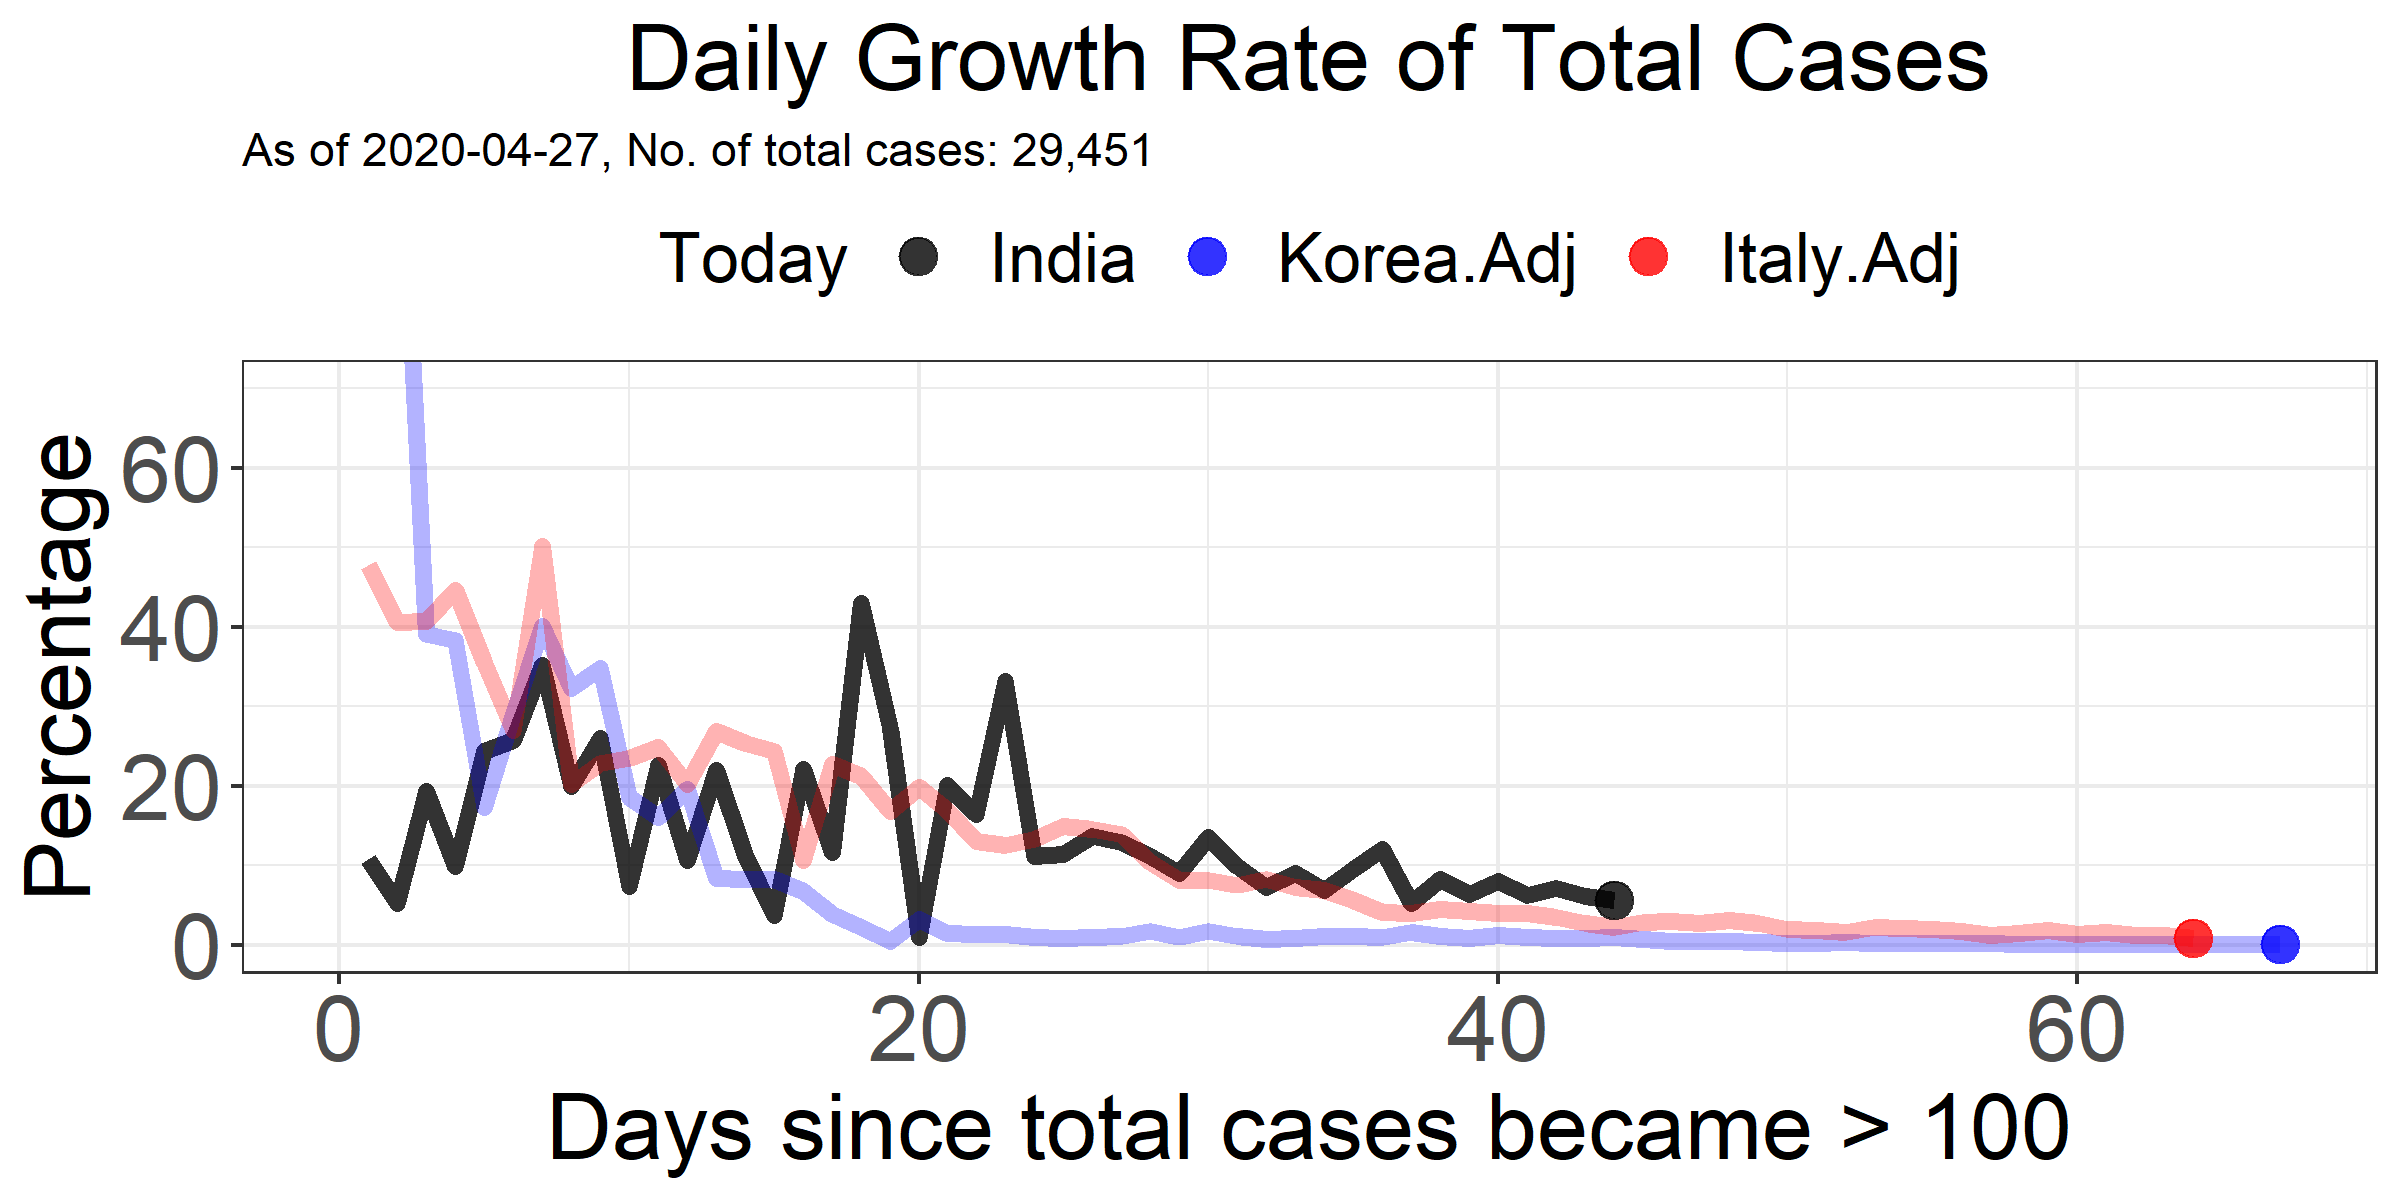 Daily Growth Rate of Total Cases
As of 2020-04-27, No. of total cases: 29,451
Today India Korea.Adj Italy.Adj
Percentage
60
40
20
0
0 20 40 60
Days since total cases became > 100